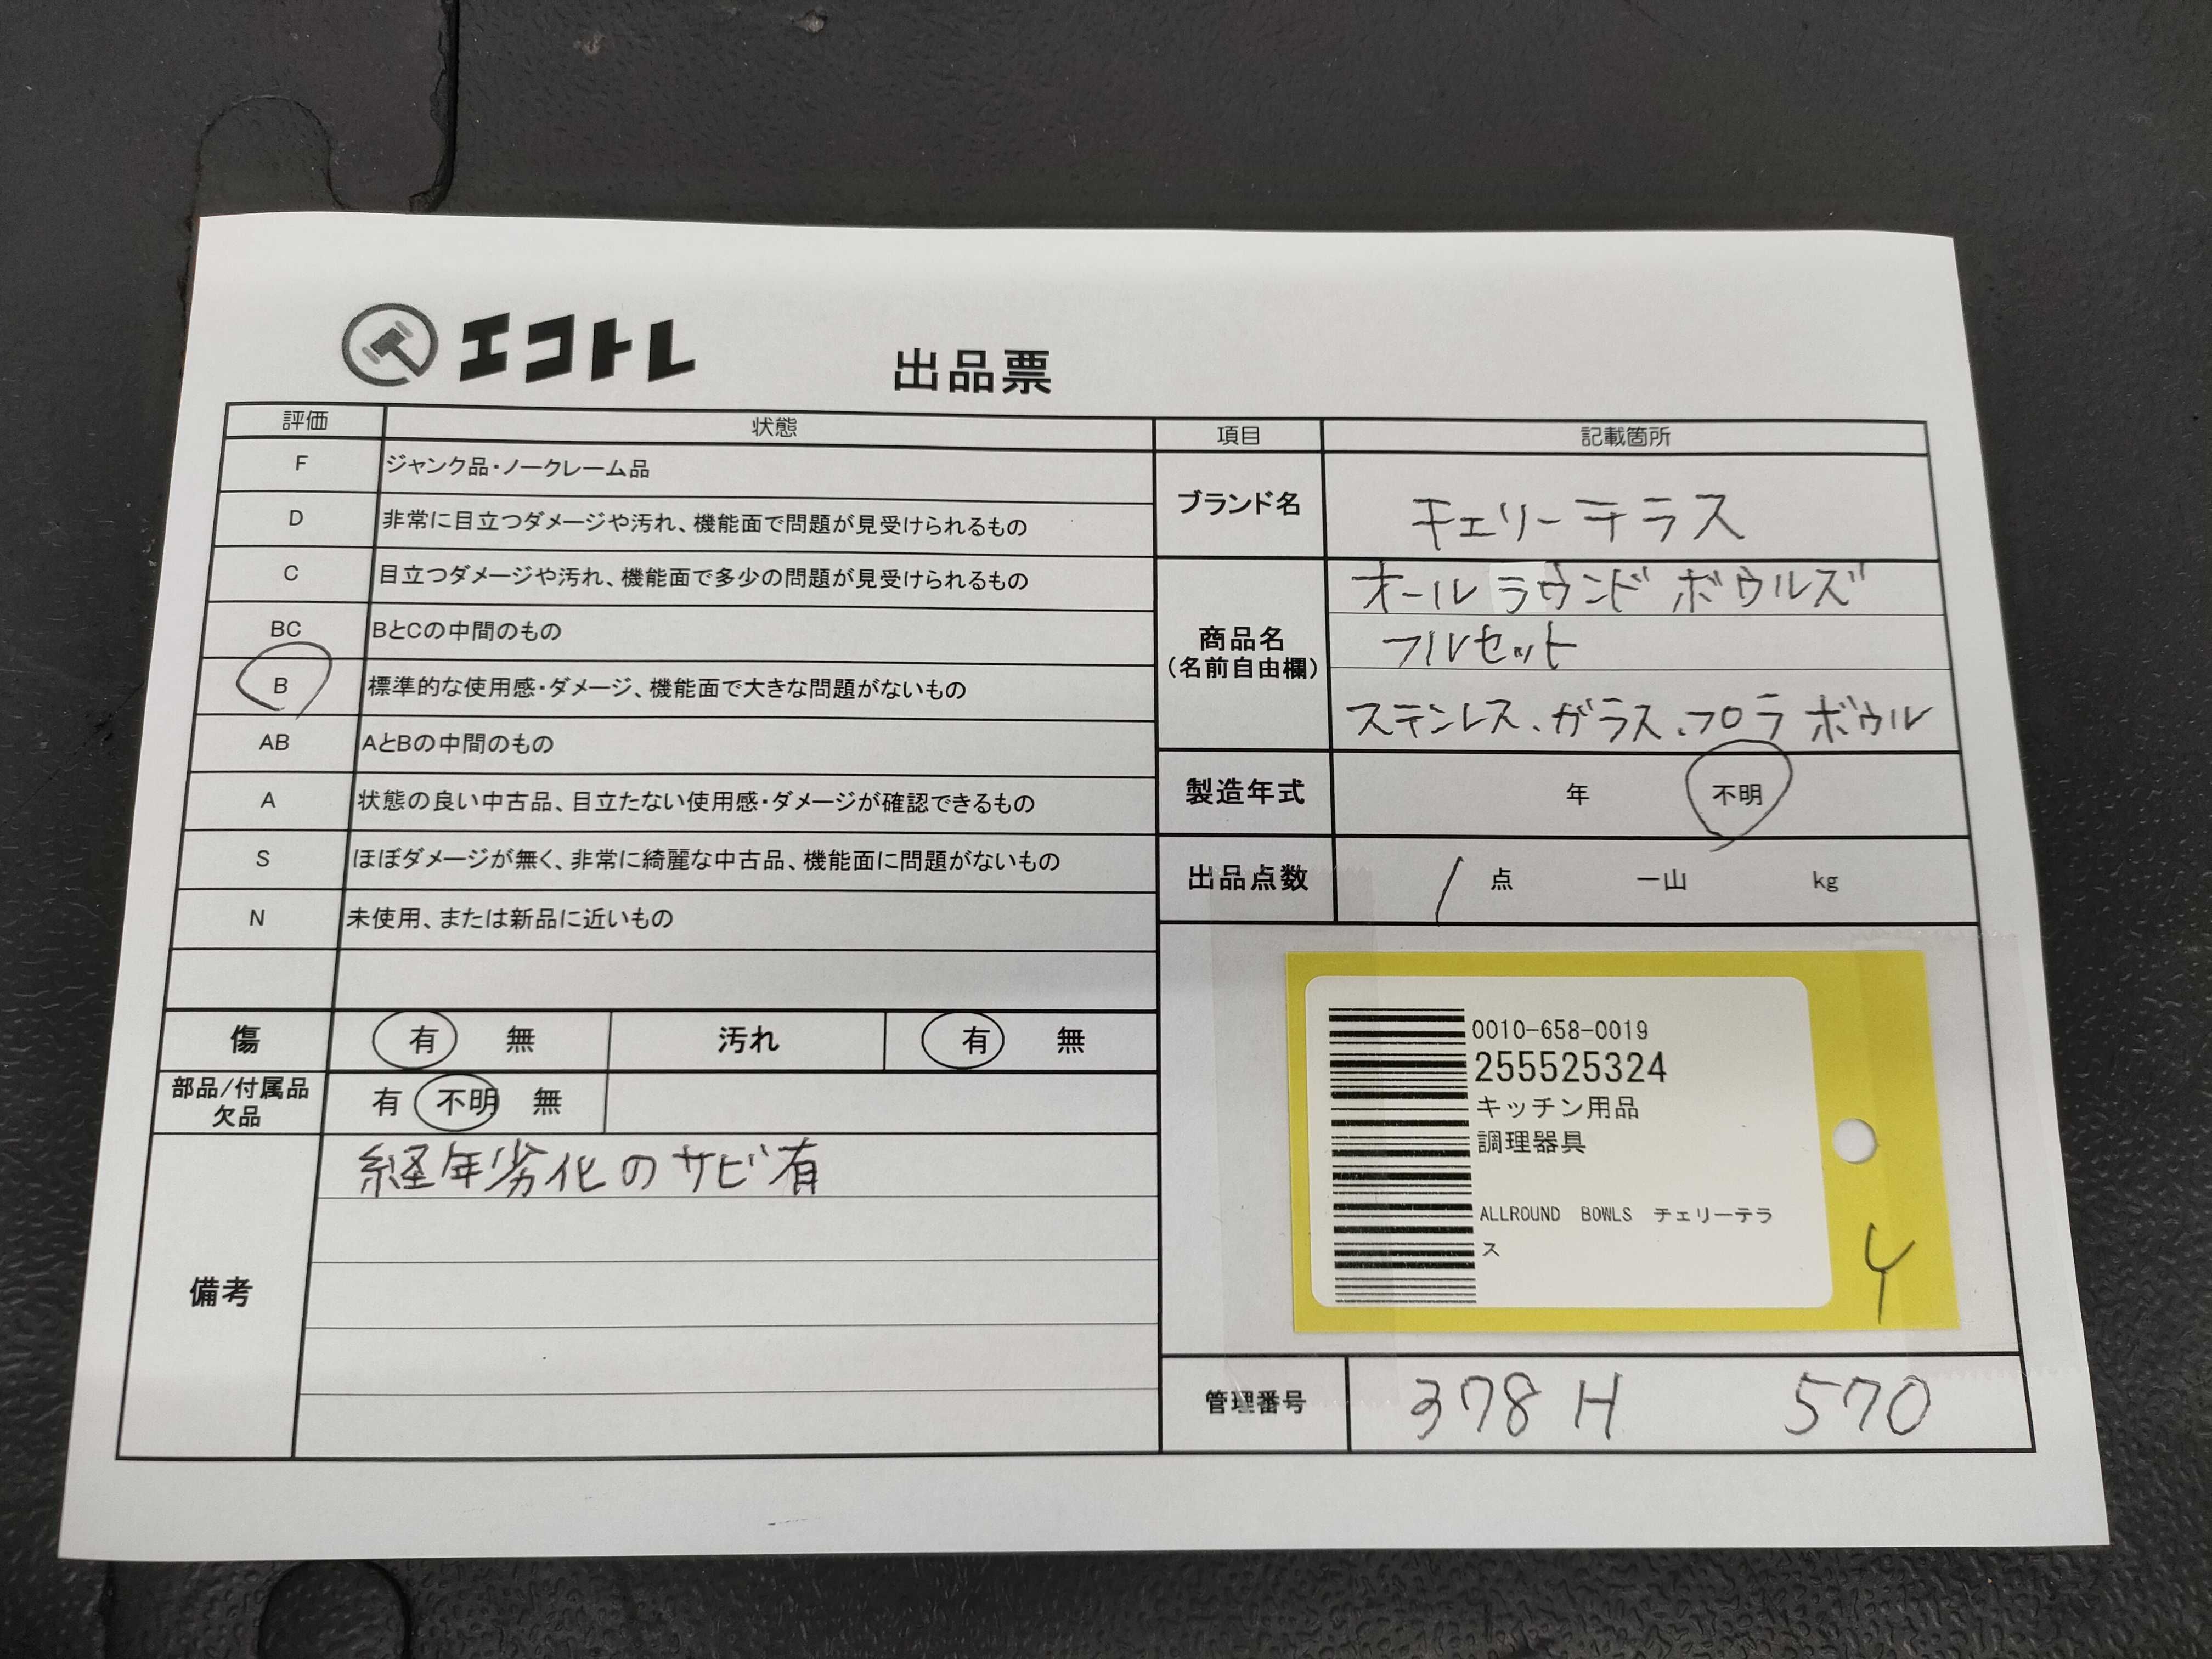 エコトレ
出品票
評価 状態
F ジャンク品・ノークレーム品
D 非常に目立つダメージや汚れ、機能面で問題が見受けられるもの
C 目立つダメージや汚れ、機能面で多少の問題が見受けられるもの
BC BとCの中間のもの
B 標準的な使用感・ダメージ、機能面で大きな問題がないもの
AB AとBの中間のもの
A 状態の良い中古品、目立たない使用感・ダメージが確認できるもの
S ほぼダメージが無く、非常に綺麗な中古品、機能面に問題がないもの
N 未使用、または新品に近いもの
傷 有 無 汚れ 有 無
部品/付属品
欠品
有 不明 無
備考
経年劣化のサビ有
項目 記載箇所
ブランド名 チェリーテラス
商品名
(名前自由欄)
オールラウンドボウルズ
フルセット
ステンレス、ガラス、プロラボウル
製造年式 年 不明
出品点数 1 点 一山 kg
0010-658-0019
255525324
キッチン用品
調理器具
ALLROUND BOWLS チェリーテラ
ス
Y
管理番号 378H 570